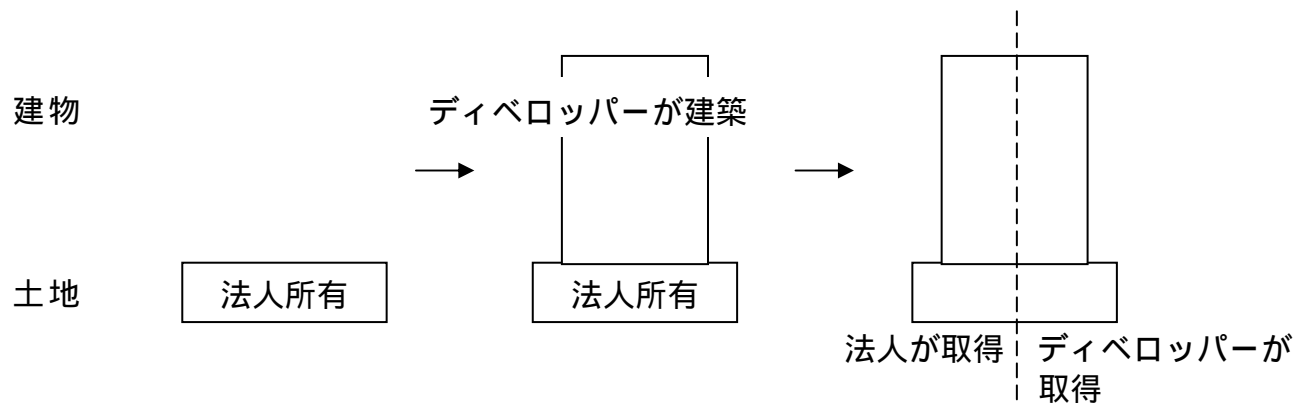 建物
ディベロッパーが建築
土地
法人所有
法人所有
法人が取得
ディベロッパーが
取得